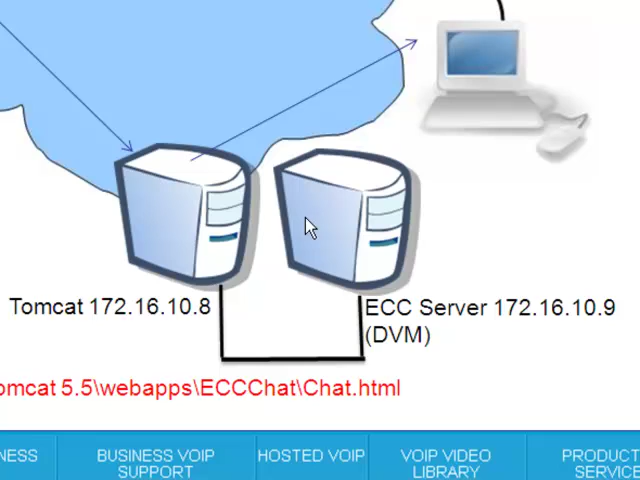 Tomcat 172.16.10.8
ECC Server 172.16.10.9
(DVM)
omcat 5.5\webapps\ECCChat\Chat.html
NESS
BUSINESS VOIP
SUPPORT
HOSTED VOIP
VOIP VIDEO
LIBRARY
PRODUCT
SERVICE